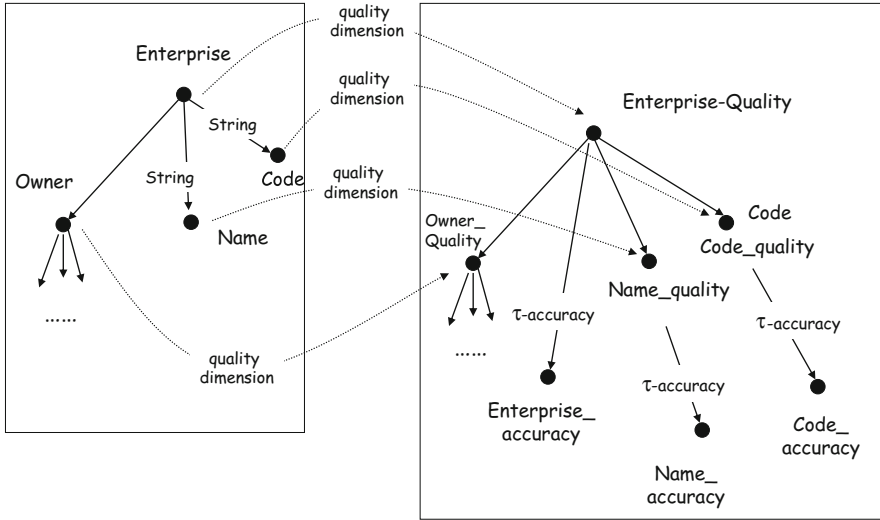 Enterprise
String
String
Code
Owner
Name
......
quality
dimension
quality
dimension
quality
dimension
quality
dimension
Enterprise-Quality
Owner_
Quality
Code
Code_quality
Name_quality
τ-accuracy
τ-accuracy
τ-accuracy
......
Enterprise_
accuracy
Name_
accuracy
Code_
accuracy